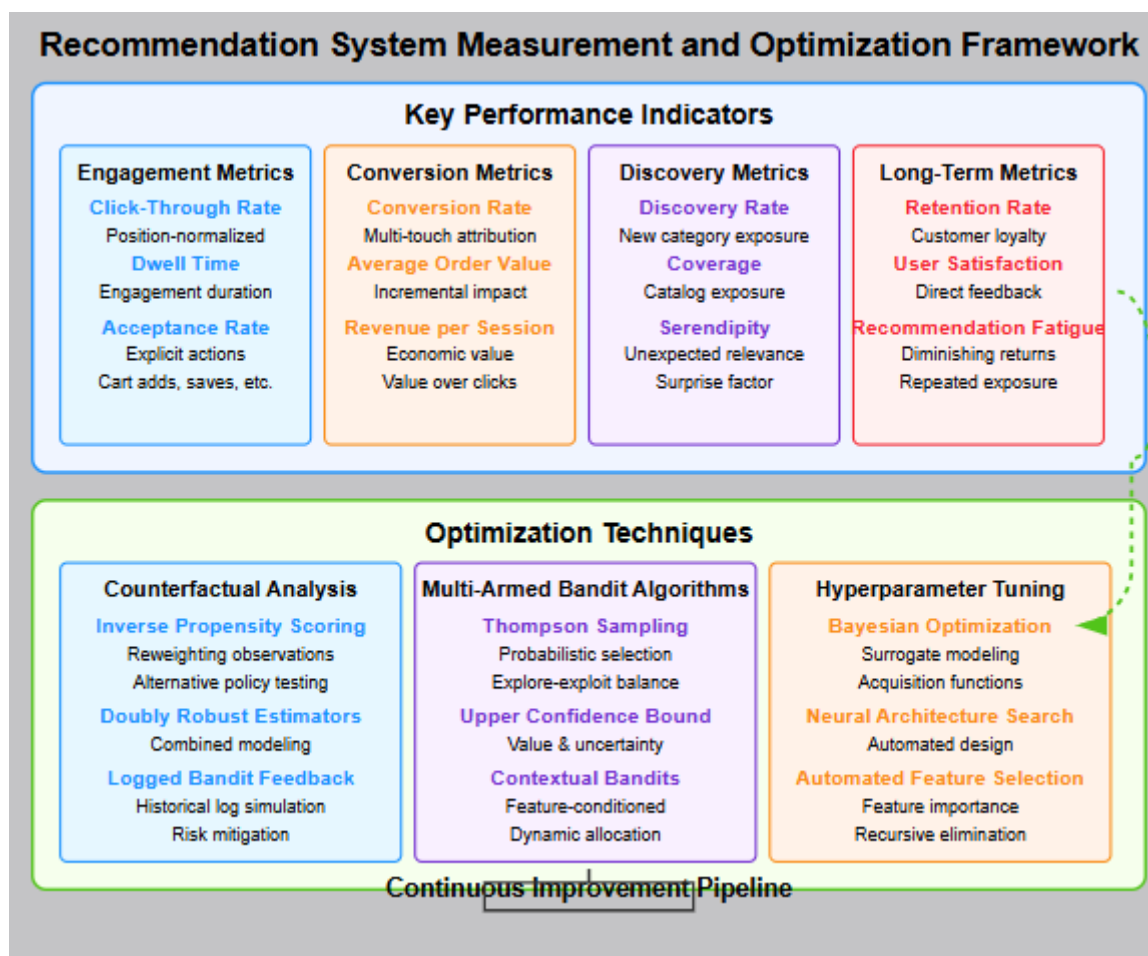 Recommendation System Measurement and Optimization Framework
Key Performance Indicators
Engagement Metrics
Click-Through Rate
Position-normalized
Dwell Time
Engagement duration
Acceptance Rate
Explicit actions
Cart adds, saves, etc.
Conversion Metrics
Conversion Rate
Multi-touch attribution
Average Order Value
Incremental impact
Revenue per Session
Economic value
Value over clicks
Discovery Metrics
Discovery Rate
New category exposure
Coverage
Catalog exposure
Serendipity
Unexpected relevance
Surprise factor
Long-Term Metrics
Retention Rate
Customer loyalty
User Satisfaction
Direct feedback
Recommendation Fatigue
Diminishing returns
Repeated exposure
Optimization Techniques
Counterfactual Analysis
Inverse Propensity Scoring
Reweighting observations
Alternative policy testing
Doubly Robust Estimators
Combined modeling
Logged Bandit Feedback
Historical log simulation
Risk mitigation
Multi-Armed Bandit Algorithms
Thompson Sampling
Probabilistic selection
Explore-exploit balance
Upper Confidence Bound
Value & uncertainty
Contextual Bandits
Feature-conditioned
Dynamic allocation
Hyperparameter Tuning
Bayesian Optimization
Surrogate modeling
Acquisition functions
Neural Architecture Search
Automated design
Automated Feature Selection
Feature importance
Recursive elimination
Continuous Improvement Pipeline